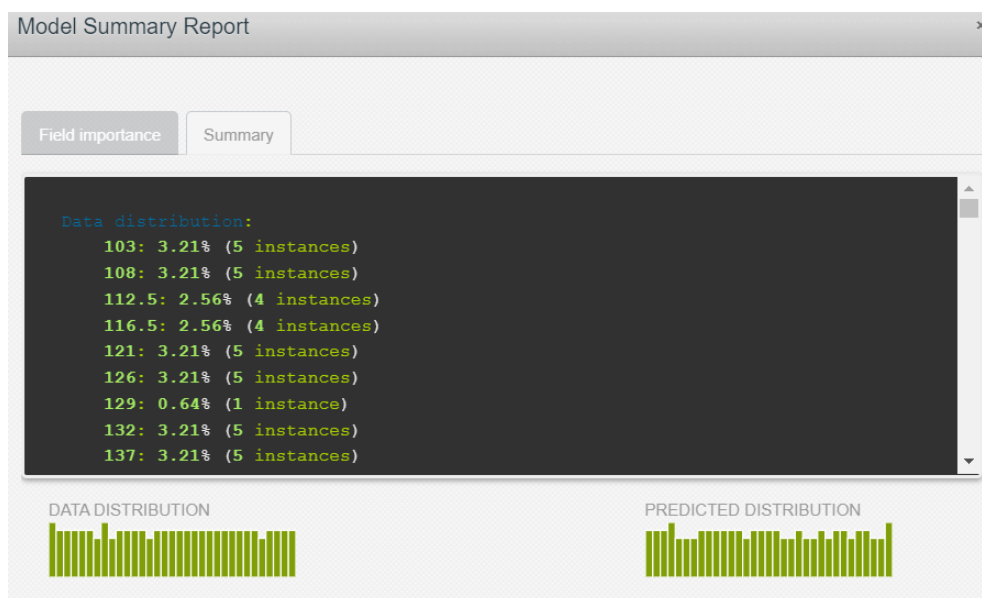 Model Summary Report
Field importance
Summary
Data distribution:
103: 3.21% (5 instances)
108: 3.21% (5 instances)
112.5: 2.56% (4 instances)
116.5: 2.56% (4 instances)
121: 3.21% (5 instances)
126: 3.21% (5 instances)
129: 0.64% (1 instance)
132: 3.21% (5 instances)
137: 3.21% (5 instances)
DATA DISTRIBUTION
PREDICTED DISTRIBUTION